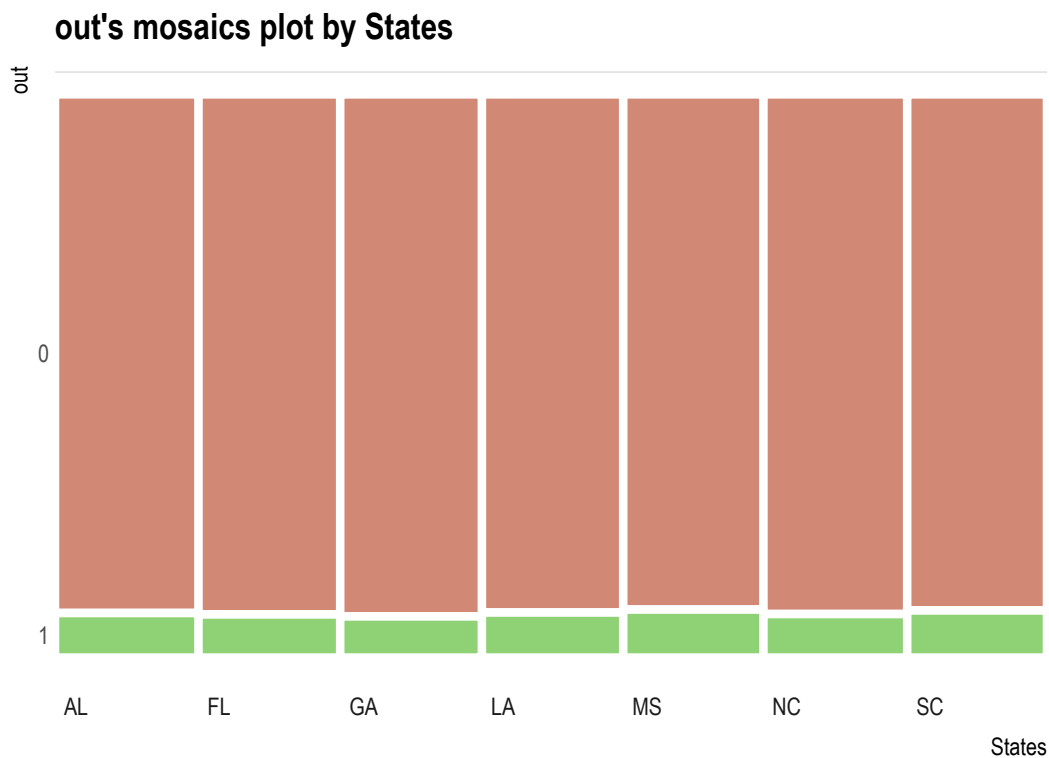 out's mosaics plot by States
out
0
1
AL FL GA LA MS NC SC
States